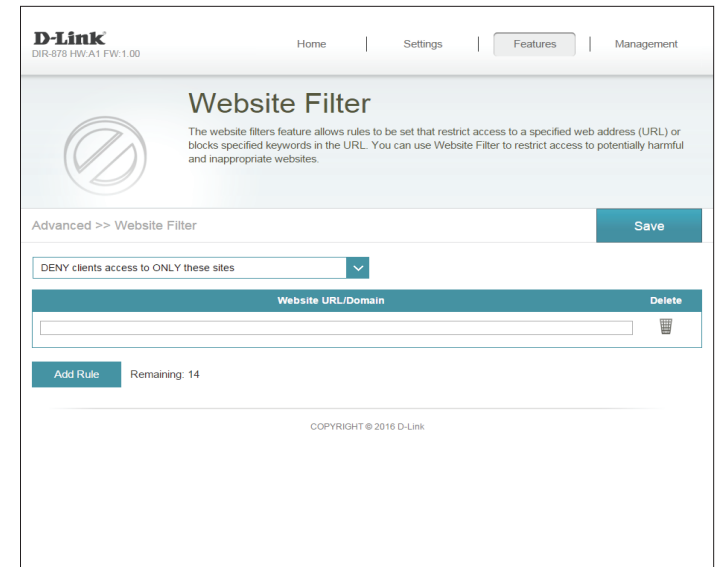 D-Link
DIR-878 HW:A1 FW:1.00
Home
Settings
Features
Management
Website Filter
The website filters feature allows rules to be set that restrict access to a specified web address (URL) or
blocks specified keywords in the URL. You can use Website Filter to restrict access to potentially harmful
and inappropriate websites.
Advanced >> Website Filter
Save
DENY clients access to ONLY these sites
Website URL/Domain
Delete
Add Rule
Remaining: 14
COPYRIGHT © 2016 D-Link